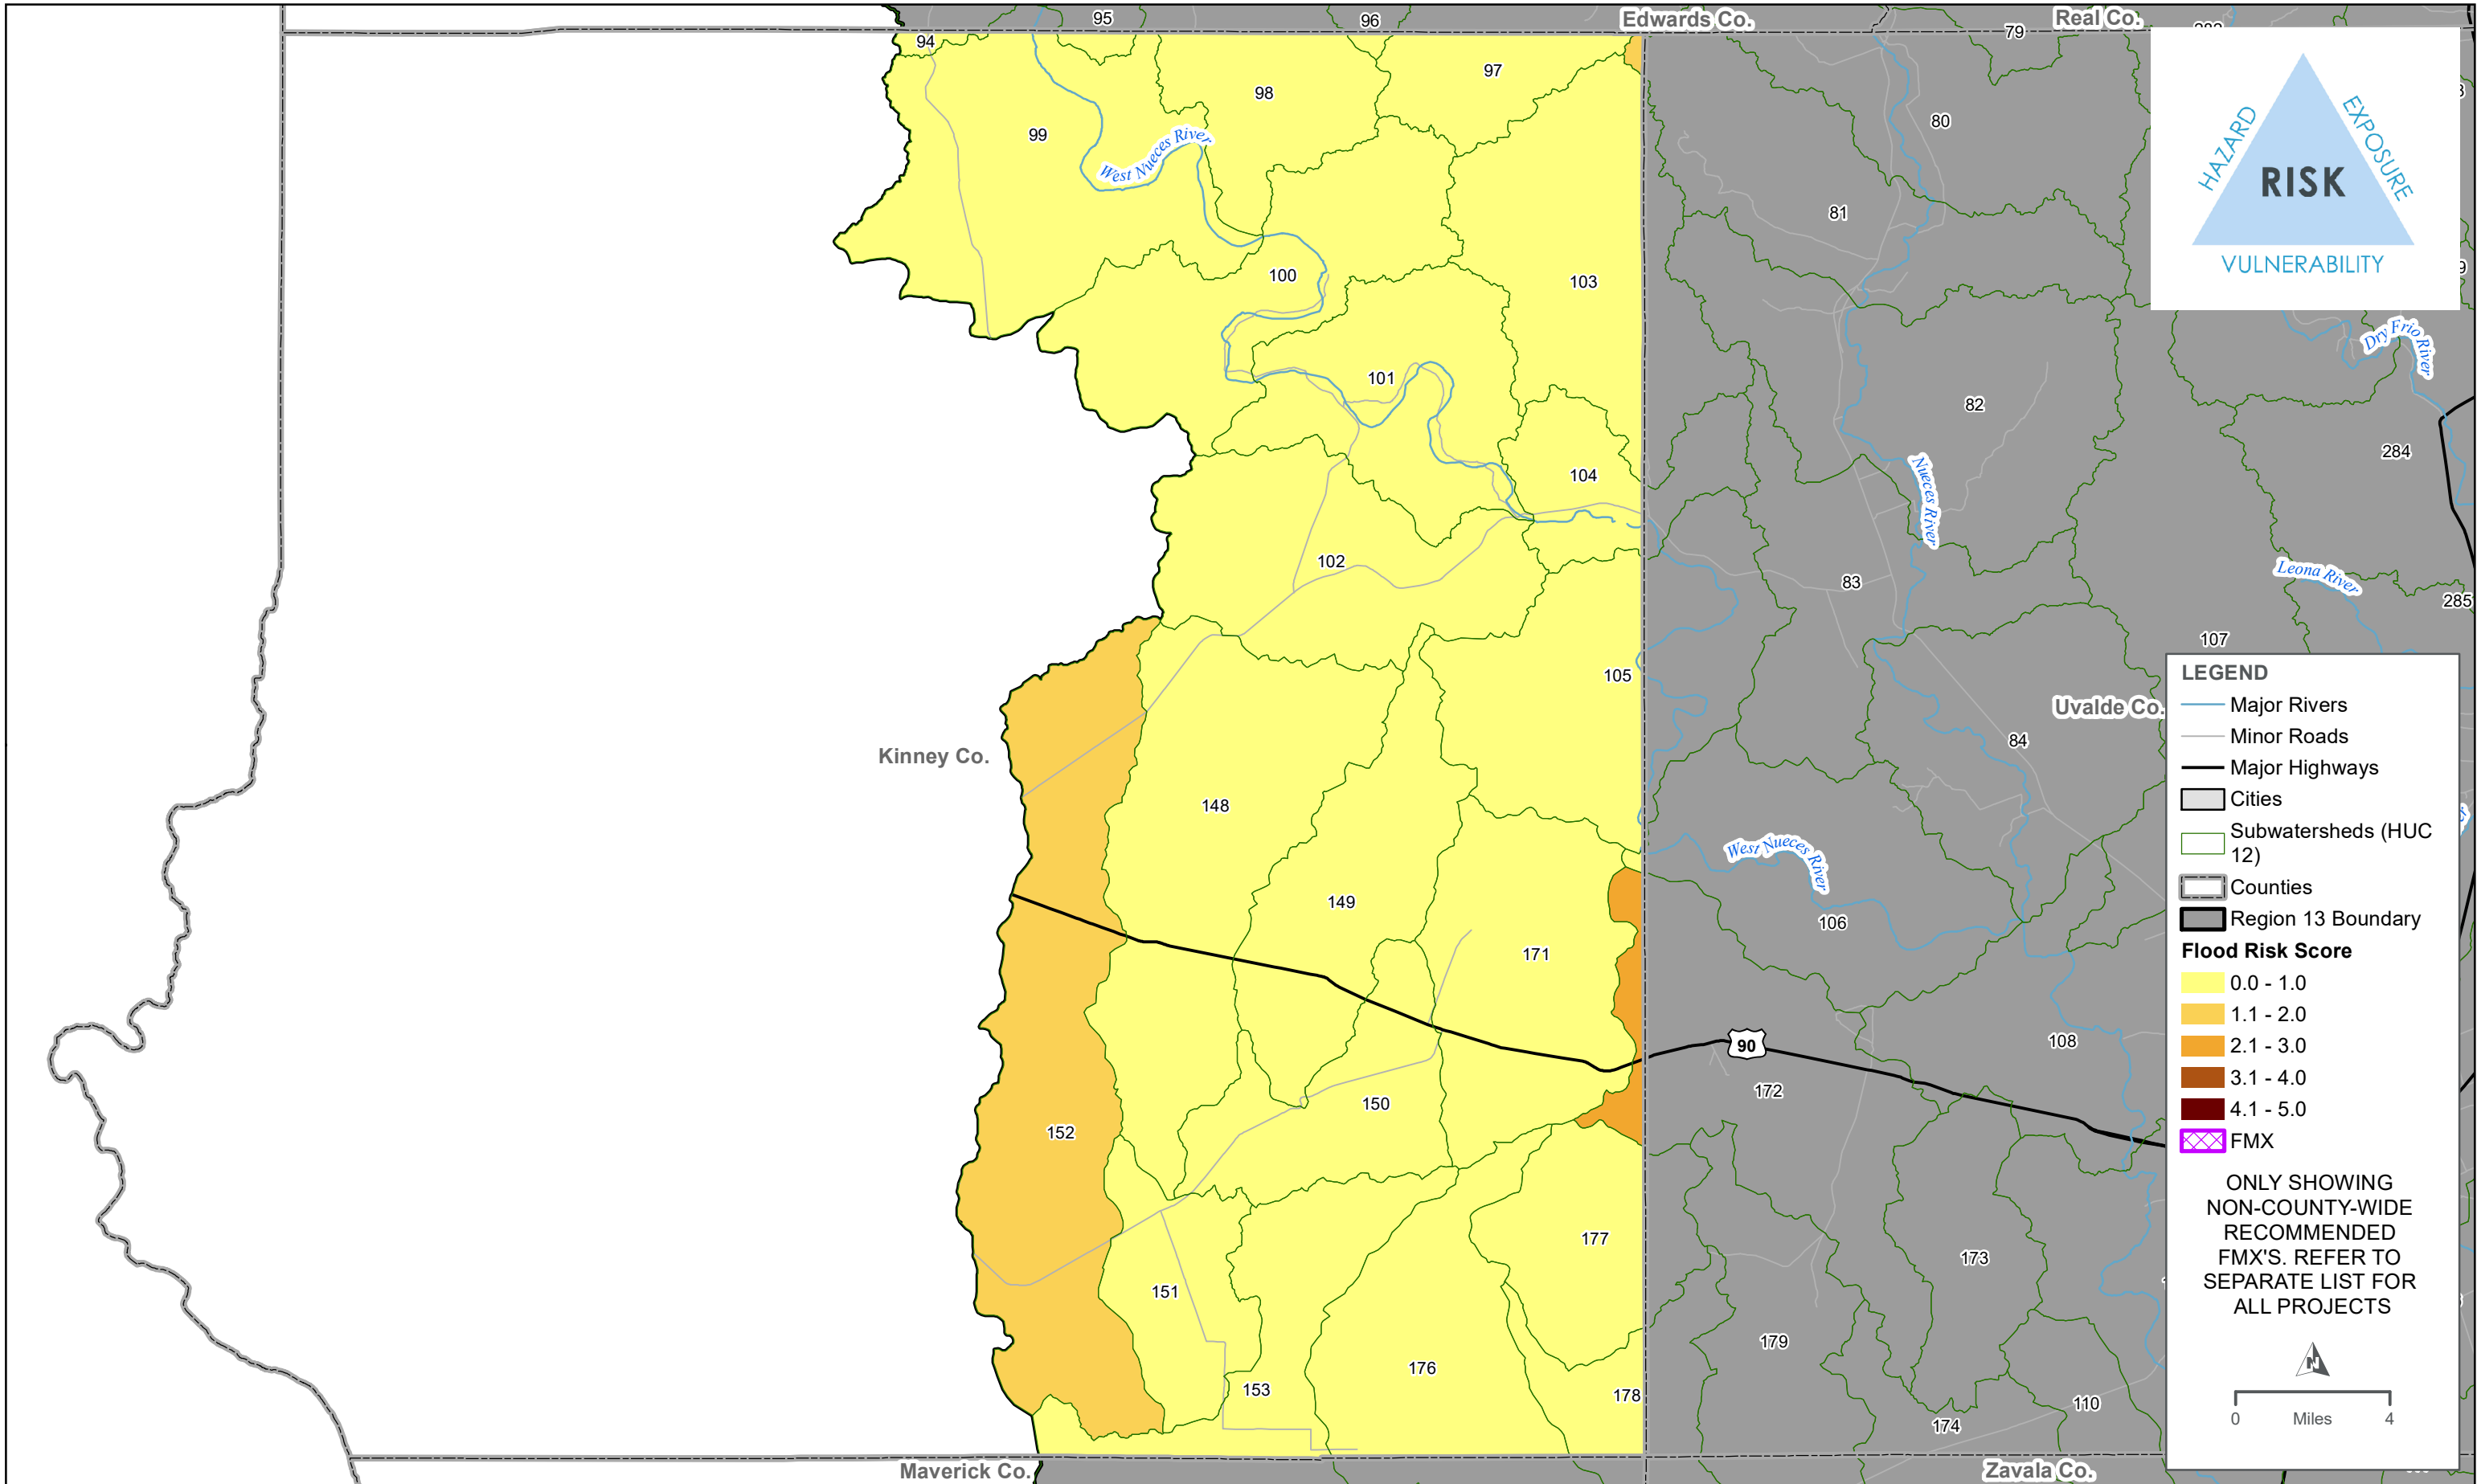 95
96
Edwards Co.
Real Co.
94
79
97
98
80
99
HAZARD
EXPOSURE
RISK
VULNERABILITY
West Nueces River
81
100
103
101
Dry Frio River
82
104
284
Nueces River
102
83
Leona River
285
107
105
Kinney Co.
Uvalde Co.
84
148
West Nueces River
149
106
171
90
108
172
150
152
177
173
151
179
176
153
178
110
174
Maverick Co.
Zavala Co.
LEGEND
Major Rivers
Minor Roads
Major Highways
Cities
Subwatersheds (HUC
12)
Counties
Region 13 Boundary
Flood Risk Score
0.0 - 1.0
1.1 - 2.0
2.1 - 3.0
3.1 - 4.0
4.1 - 5.0
FMX
ONLY SHOWING
NON-COUNTY-WIDE
RECOMMENDED
FMX'S. REFER TO
SEPARATE LIST FOR
ALL PROJECTS
N
0 Miles 4